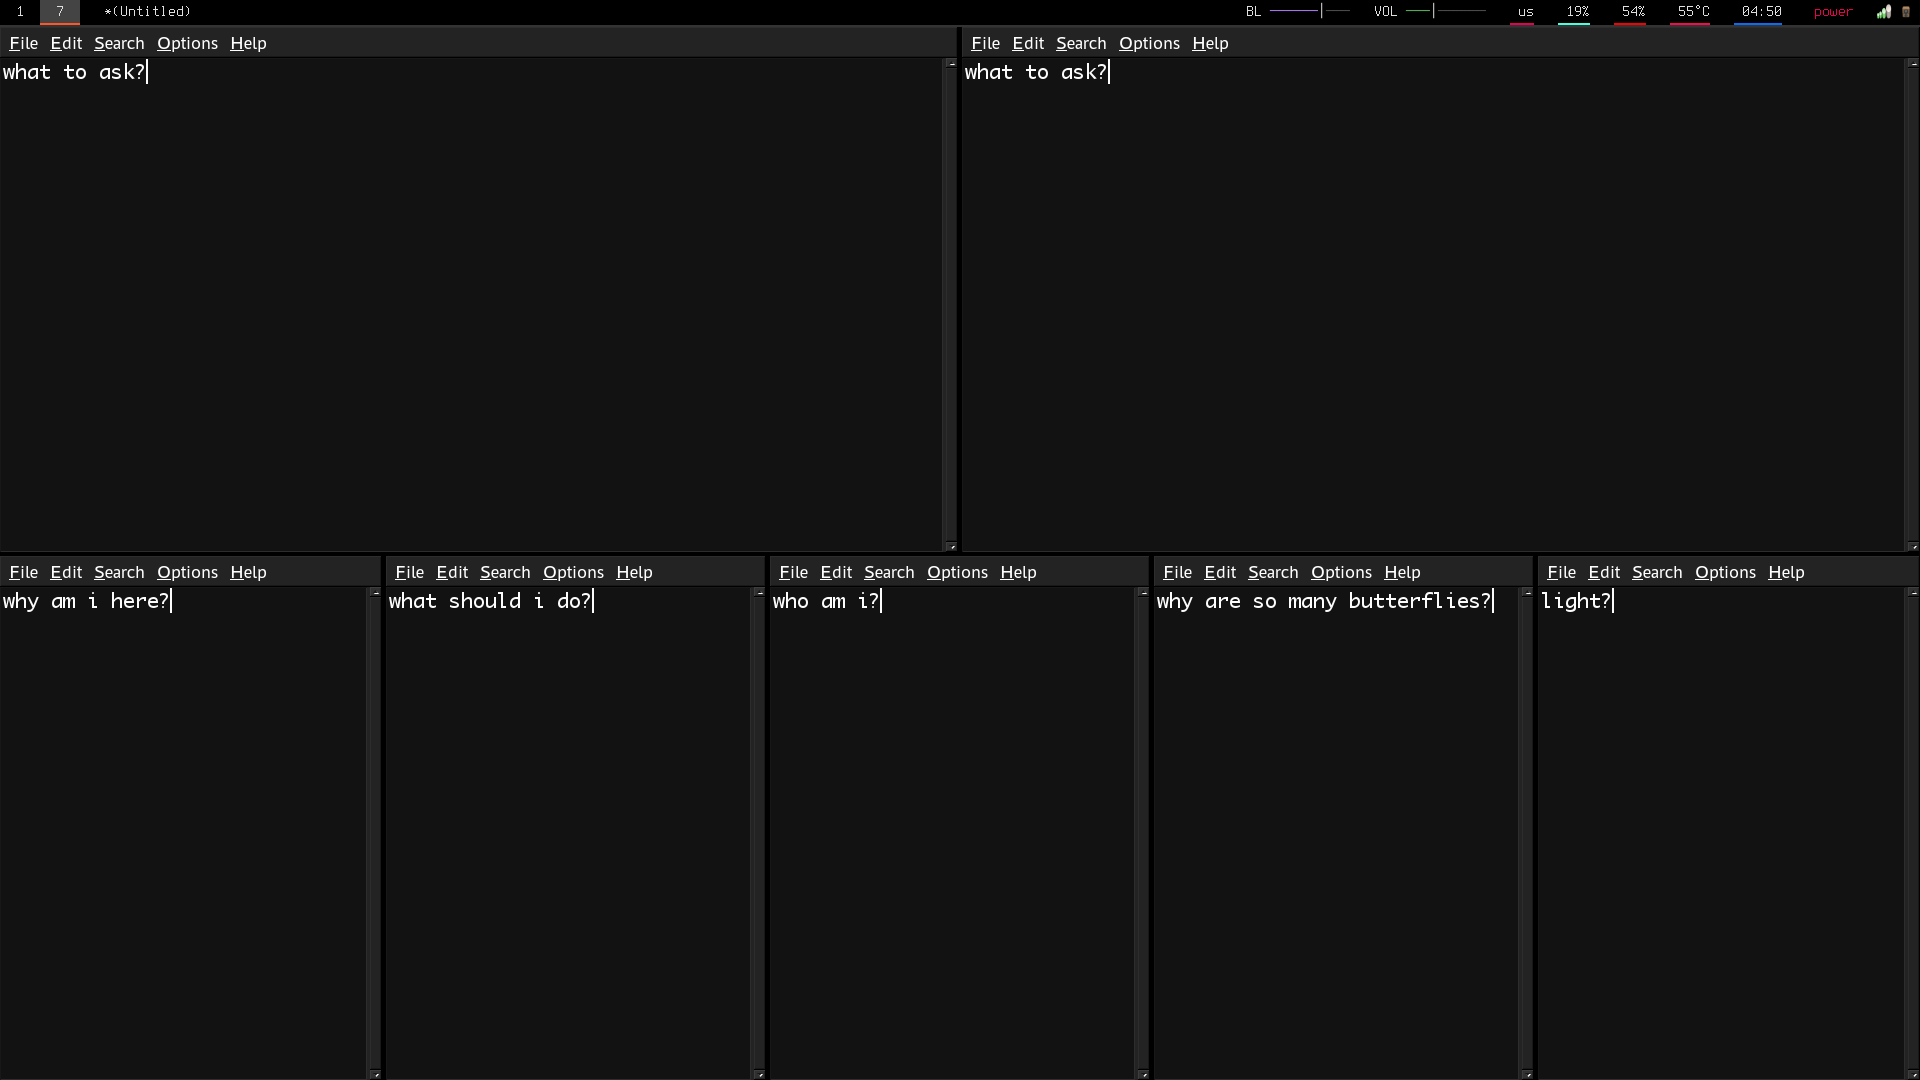 1 7 *(Untitled) BL VOL us 19% 54% 55°C 04:50 power
File Edit Search Options Help
what to ask?
File Edit Search Options Help
what to ask?
File Edit Search Options Help
why am i here?
File Edit Search Options Help
what should i do?
File Edit Search Options Help
who am i?
File Edit Search Options Help
why are so many butterflies?
File Edit Search Options Help
light?